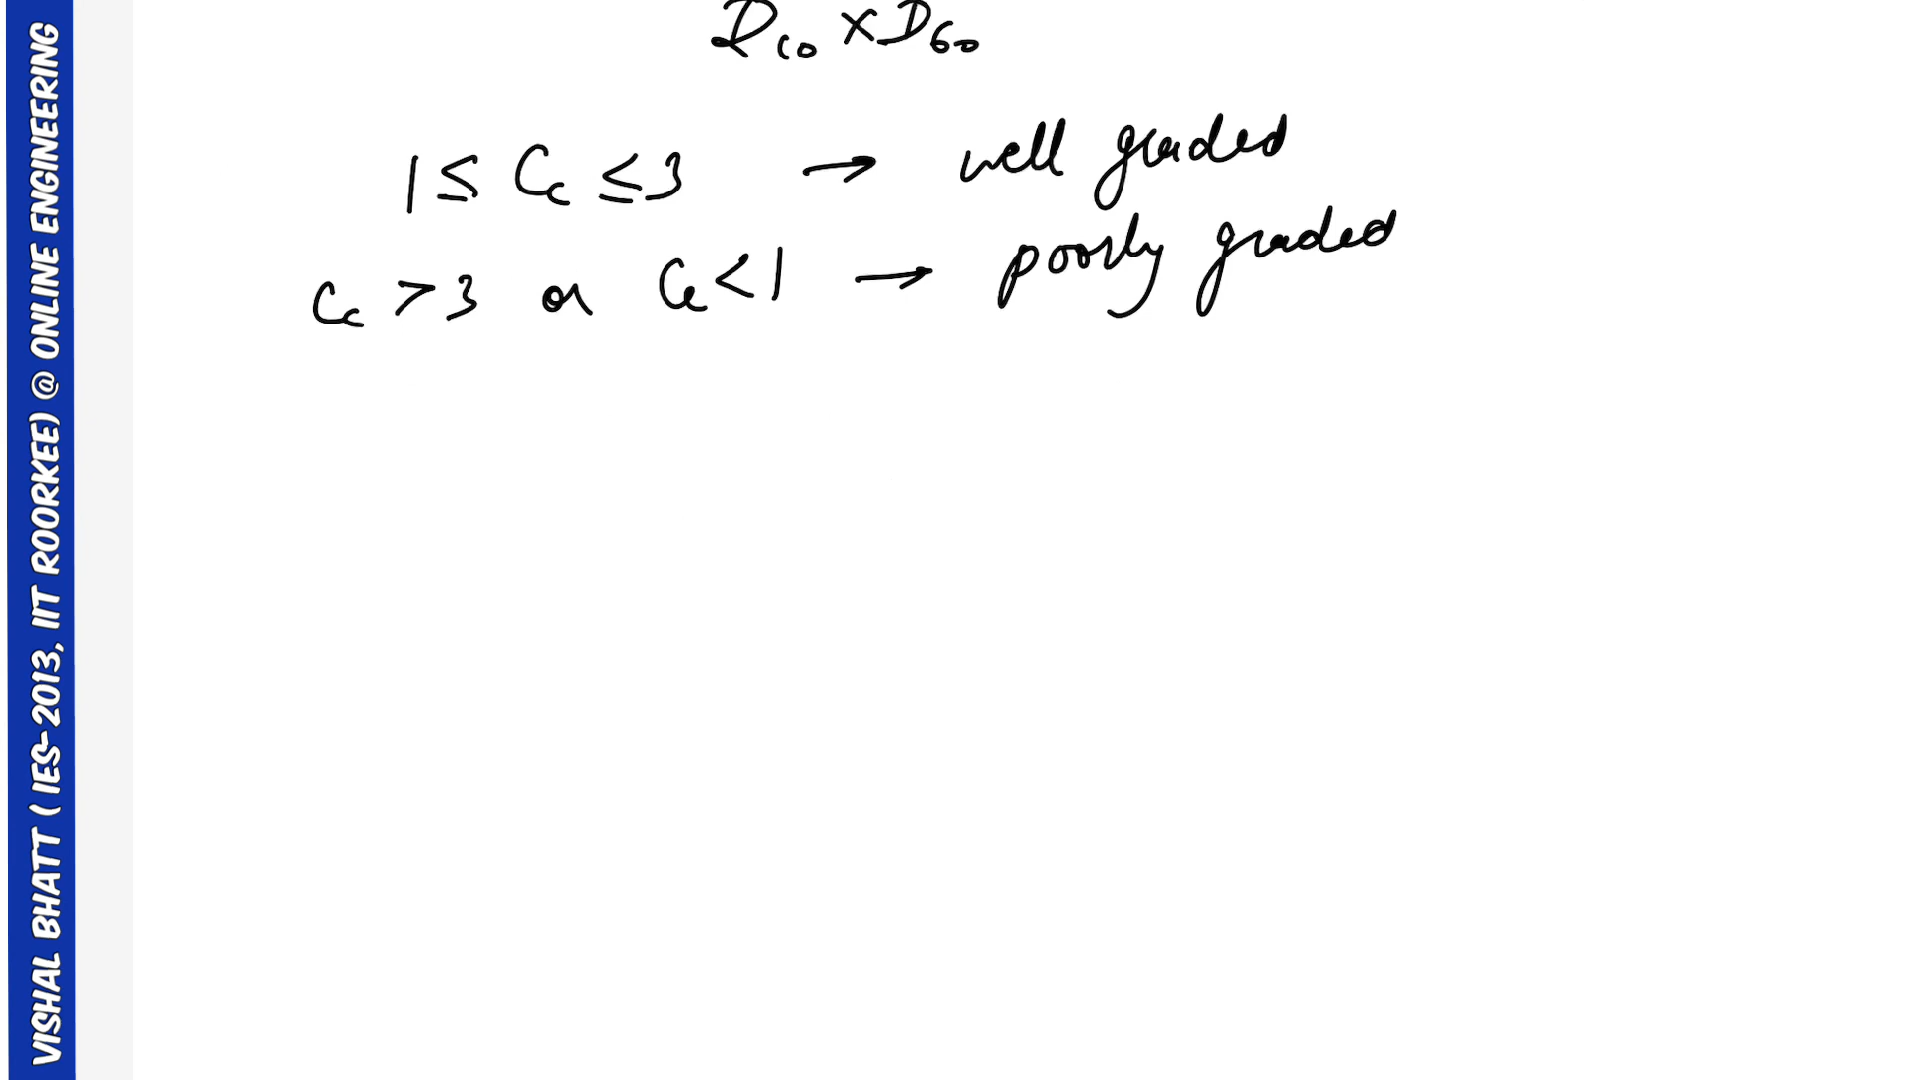 D₁₀ × D₆₀
1 ≤ Cc ≤ 3 → well graded
Cc > 3 or Cc < 1 → poorly graded
VISHAL BHATT ( IES-2013, IIT ROORKEE) @ ONLINE ENGINEERING